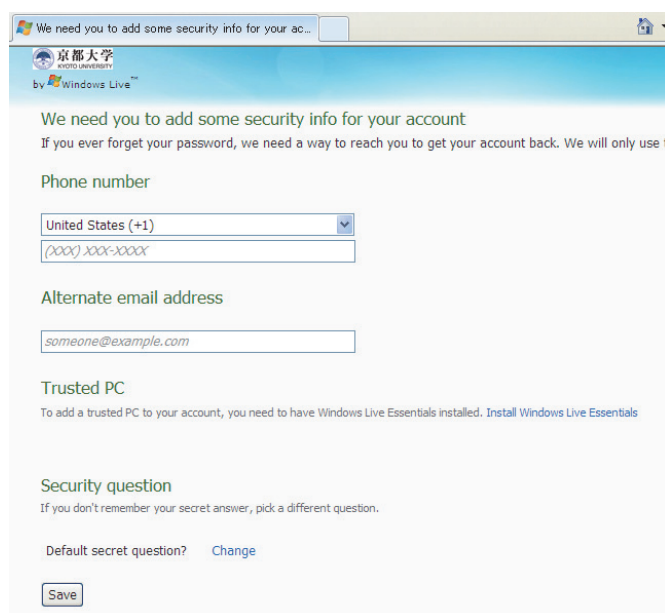 We need you to add some security info for your ac...
京都大学
KYOTO UNIVERSITY
by Windows Live™
We need you to add some security info for your account
If you ever forget your password, we need a way to reach you to get your account back. We will only use
Phone number
United States (+1)
(XXX) XXX-XXXX
Alternate email address
someone@example.com
Trusted PC
To add a trusted PC to your account, you need to have Windows Live Essentials installed. Install Windows Live Essentials
Security question
If you don't remember your secret answer, pick a different question.
Default secret question? Change
Save